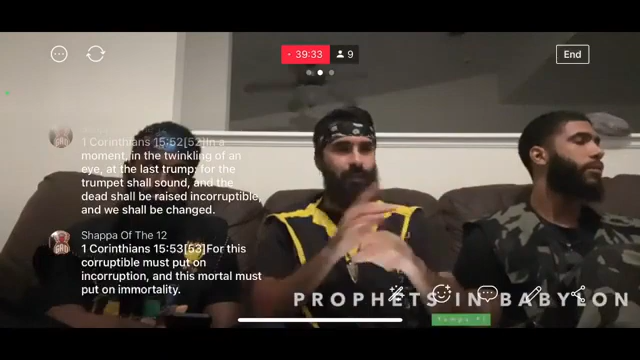 39:33
9
End
1 Corinthians 15:52[52]In a
moment, in the twinkling of an
eye, at the last trump: for the
trumpet shall sound, and the
dead shall be raised incorruptible,
and we shall be changed.
Shappa Of The 12
1 Corinthians 15:53[53]For this
corruptible must put on
incorruption, and this mortal must
put on immortality.
PROPHETS IN BABYLON